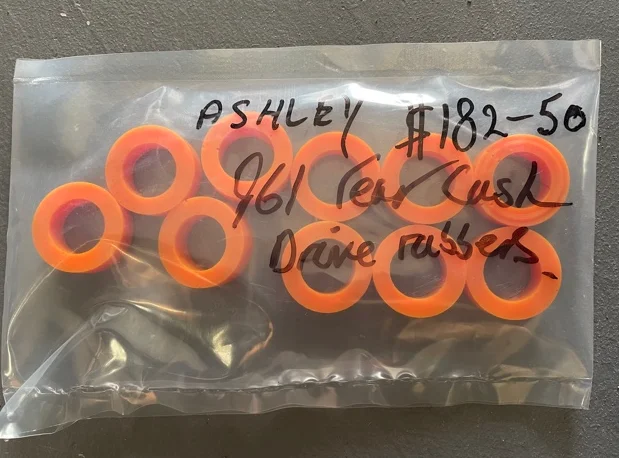 ASHLEY $182-50
961 rear Cush
Drive rubbers.